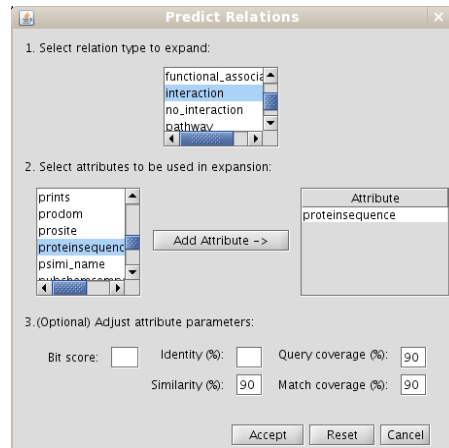 Predict Relations
1. Select relation type to expand:
functional_associa
interaction
no_interaction
pathway
2. Select attributes to be used in expansion:
prints
prodom
prosite
proteinsequenc
psimi_name
Add Attribute ->
Attribute
proteinsequence
3.(Optional) Adjust attribute parameters:
Bit score: Identity (%): Query coverage (%): 90
Similarity (%): 90 Match coverage (%): 90
Accept Reset Cancel